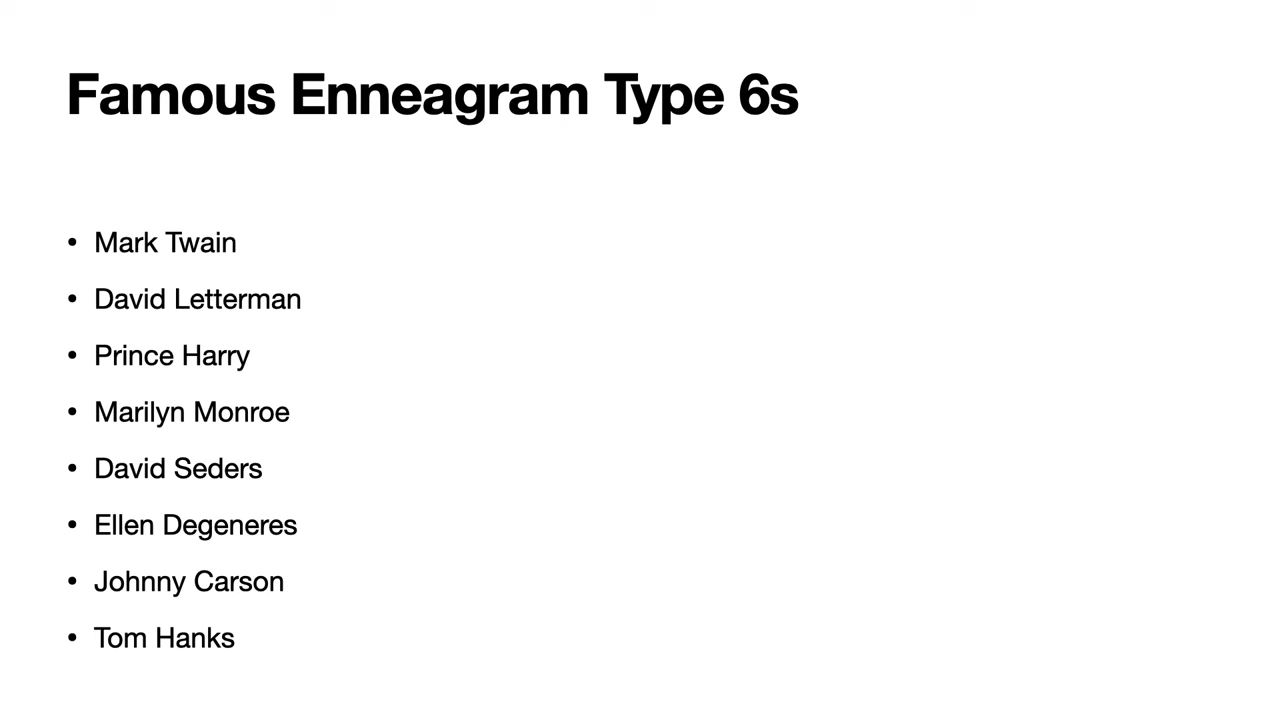 Famous Enneagram Type 6s
• Mark Twain
• David Letterman
• Prince Harry
• Marilyn Monroe
• David Seders
• Ellen Degeneres
• Johnny Carson
• Tom Hanks